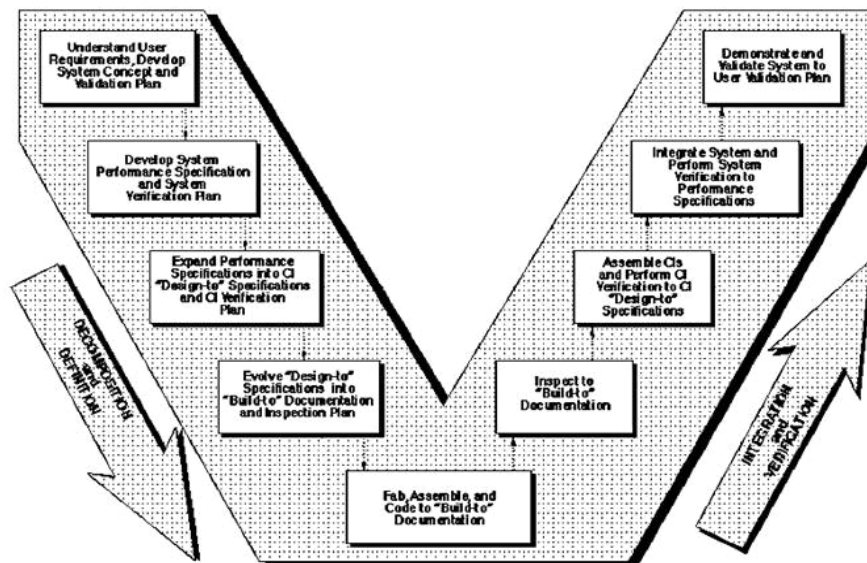 Understand User
Requirements, Develop
System Concept and
Validation Plan
Develop System
Performance Specification
and System
Verification Plan
Expand Performance
Specifications into CI
"Design-to" Specifications
and CI Verification
Plan
Evolve "Design-to"
Specifications into
"Build-to" Documentation
and Inspection Plan
Fab, Assemble, and
Code to "Build-to"
Documentation
Inspect to
"Build-to"
Documentation
Assemble CIs
and Perform CI
Verification to CI
"Design-to"
Specifications
Integrate System and
Perform System
Verification to
Performance
Specifications
Demonstrate and
Validate System to
User Validation Plan
DECOMPOSITION
and
DEFINITION
INTEGRATION
and
VERIFICATION